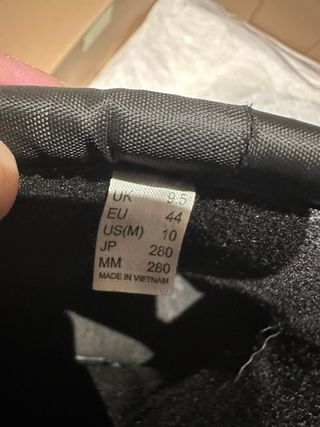 UK 9.5
EU 44
US(M) 10
JP 280
MM 280
MADE IN VIETNAM